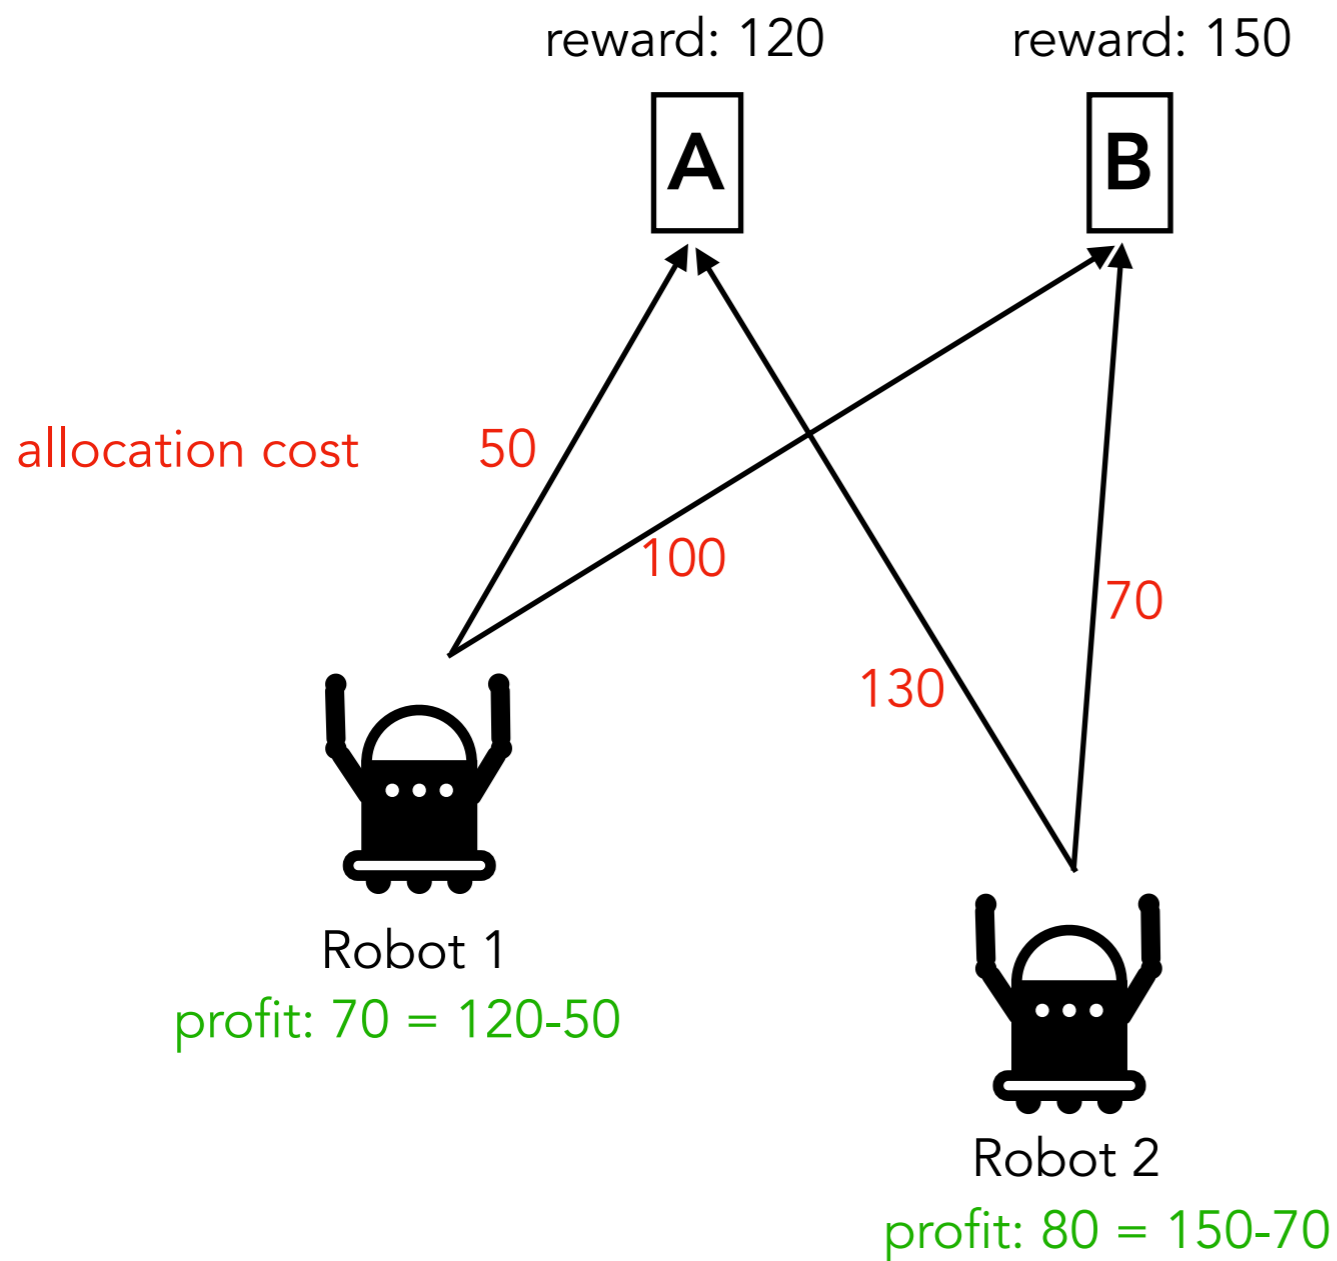 reward: 120
reward: 150
A
B
allocation cost
50
100
70
130
Robot 1
profit: 70 = 120-50
Robot 2
profit: 80 = 150-70